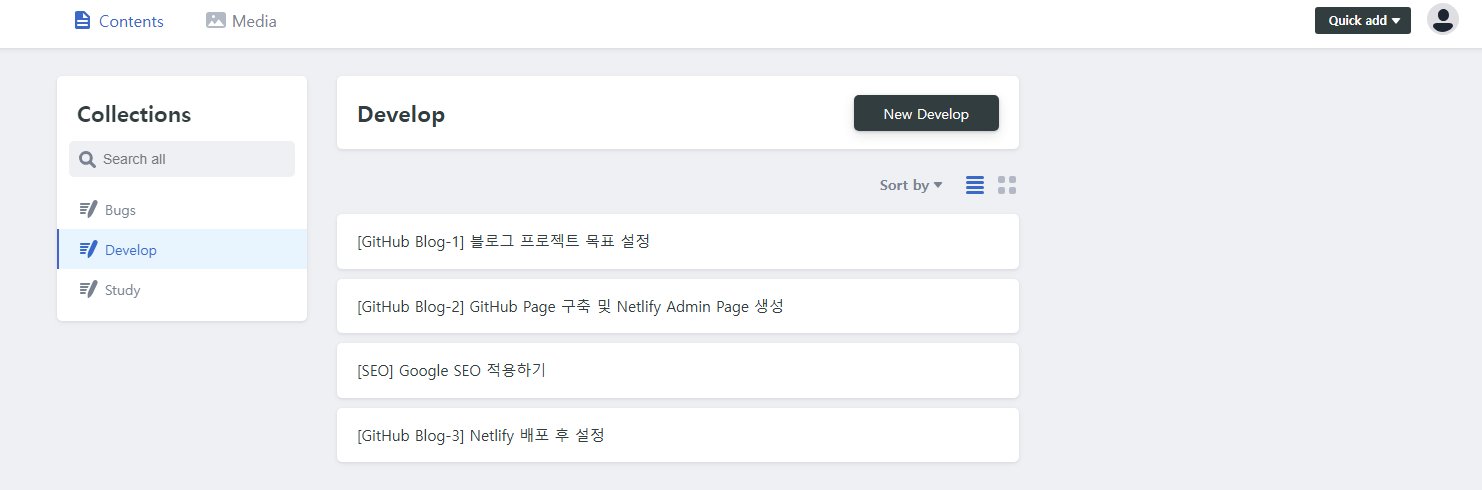 Contents
Media
Quick add
Collections
Search all
Bugs
Develop
Study
Develop
New Develop
Sort by
[GitHub Blog-1] 블로그 프로젝트 목표 설정
[GitHub Blog-2] GitHub Page 구축 및 Netlify Admin Page 생성
[SEO] Google SEO 적용하기
[GitHub Blog-3] Netlify 배포 후 설정